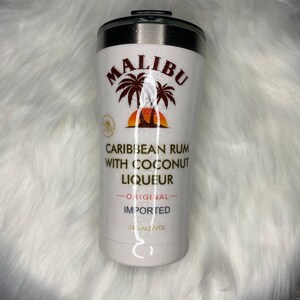 MALIBU
CARIBBEAN RUM
WITH COCONUT
LIQUEUR
ORIGINAL
IMPORTED